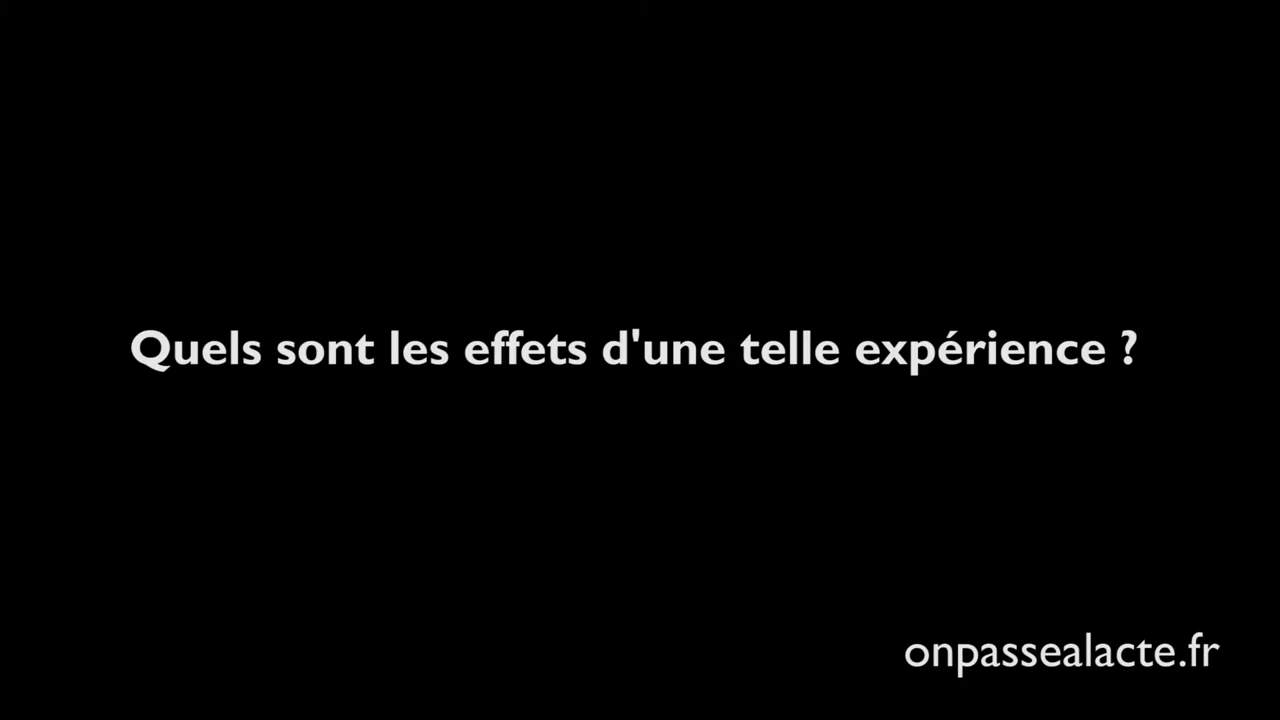 Quels sont les effets d'une telle expérience ?
onpassealacte.fr